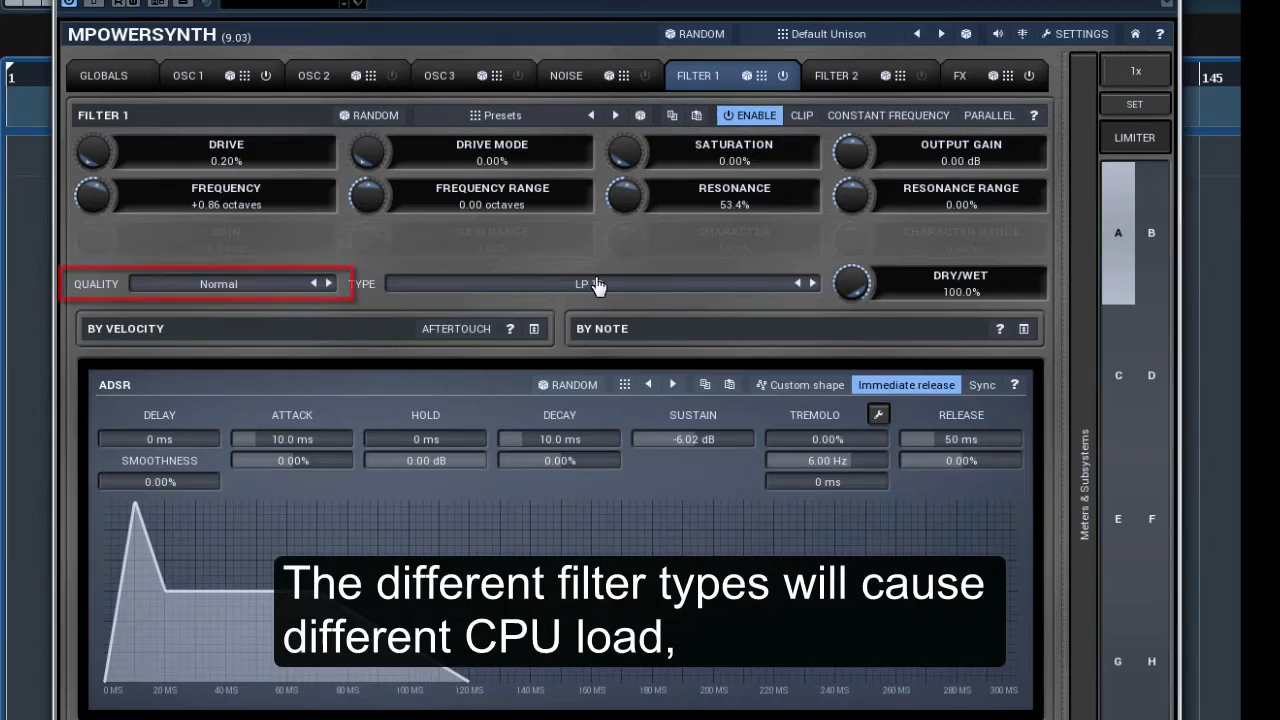 MPOWERSYNTH (9.03) RANDOM Default Unison SETTINGS ?
1 145
GLOBALS OSC 1 OSC 2 OSC 3 NOISE FILTER 1 FILTER 2 FX 1x
SET
FILTER 1 RANDOM Presets ENABLE CLIP CONSTANT FREQUENCY PARALLEL ?
LIMITER
DRIVE DRIVE MODE SATURATION OUTPUT GAIN
0.20% 0.00% 0.00% 0.00 dB
FREQUENCY FREQUENCY RANGE RESONANCE RESONANCE RANGE
+0.86 octaves 0.00 octaves 53.4% 0.00%
GAIN GAIN RANGE CHARACTER CHARACTER RANGE
A B
QUALITY Normal TYPE LP DRY/WET
100.0%
BY VELOCITY AFTERTOUCH ? BY NOTE ?
C D
ADSR RANDOM Custom shape Immediate release Sync ?
DELAY ATTACK HOLD DECAY SUSTAIN TREMOLO RELEASE
0 ms 10.0 ms 0 ms 10.0 ms -6.02 dB 0.00% 50 ms
SMOOTHNESS 0.00% 0.00 dB 0.00% 6.00 Hz 0.00%
0.00% 0 ms
Meters & Subsystems
E F
The different filter types will cause
different CPU load,
G H
0 MS 20 MS 40 MS 60 MS 80 MS 100 MS 120 MS 140 MS 160 MS 180 MS 200 MS 220 MS 240 MS 260 MS 280 MS 300 MS